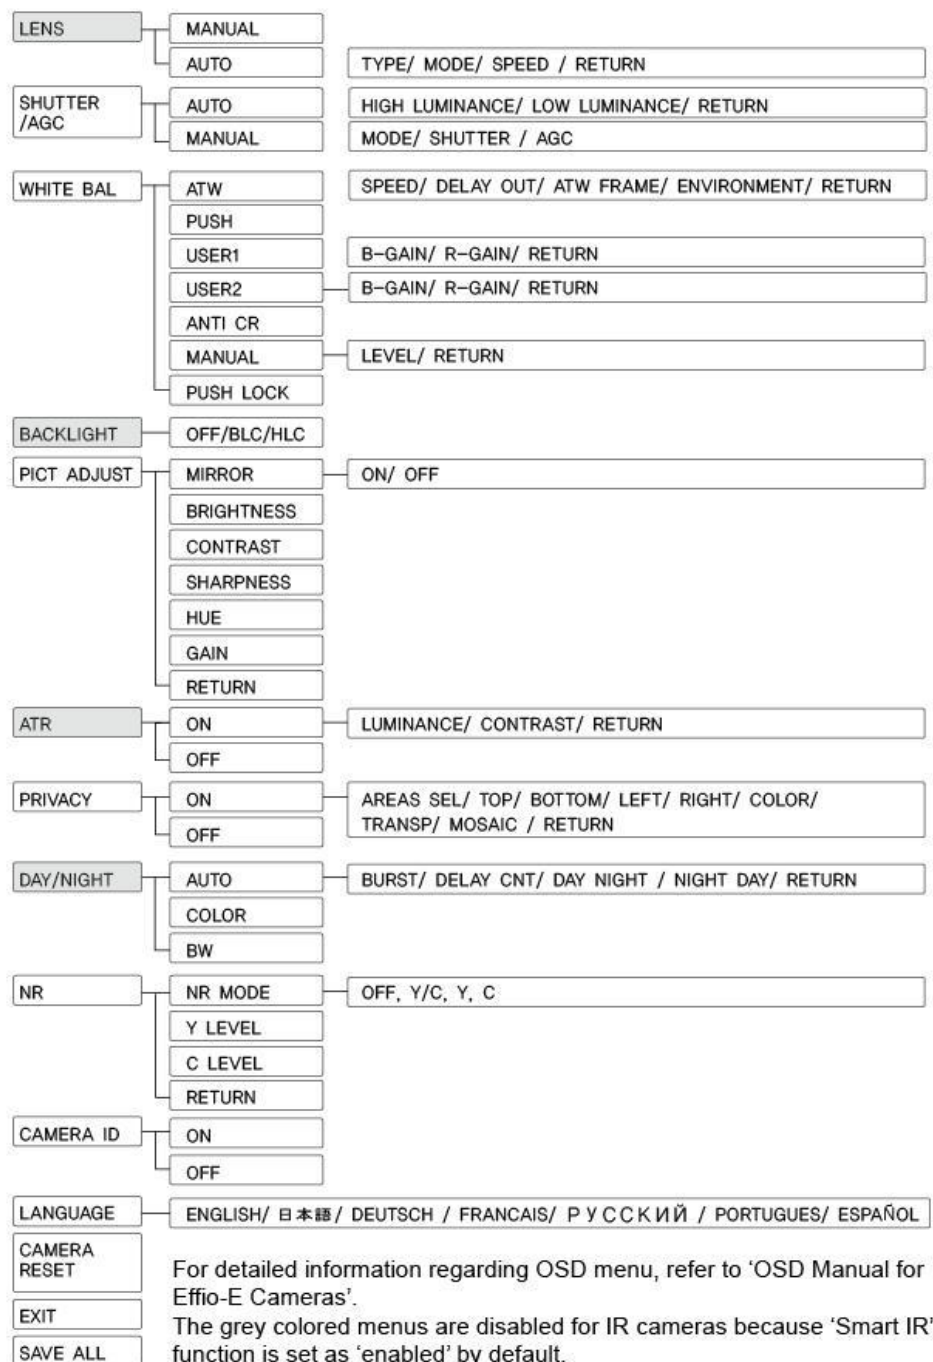 LENS
MANUAL
AUTO
TYPE/ MODE/ SPEED / RETURN
SHUTTER
/AGC
AUTO
HIGH LUMINANCE/ LOW LUMINANCE/ RETURN
MANUAL
MODE/ SHUTTER / AGC
WHITE BAL
ATW
SPEED/ DELAY OUT/ ATW FRAME/ ENVIRONMENT/ RETURN
PUSH
USER1
B-GAIN/ R-GAIN/ RETURN
USER2
B-GAIN/ R-GAIN/ RETURN
ANTI CR
MANUAL
LEVEL/ RETURN
PUSH LOCK
BACKLIGHT
OFF/BLC/HLC
PICT ADJUST
MIRROR
ON/ OFF
BRIGHTNESS
CONTRAST
SHARPNESS
HUE
GAIN
RETURN
ATR
ON
LUMINANCE/ CONTRAST/ RETURN
OFF
PRIVACY
ON
AREAS SEL/ TOP/ BOTTOM/ LEFT/ RIGHT/ COLOR/
TRANSP/ MOSAIC / RETURN
OFF
DAY/NIGHT
AUTO
BURST/ DELAY CNT/ DAY NIGHT / NIGHT DAY/ RETURN
COLOR
BW
NR
NR MODE
OFF, Y/C, Y, C
Y LEVEL
C LEVEL
RETURN
CAMERA ID
ON
OFF
LANGUAGE
ENGLISH/ 日本語/ DEUTSCH / FRANCAIS/ РУССКИЙ / PORTUGUES/ ESPAÑOL
CAMERA
RESET
EXIT
SAVE ALL
For detailed information regarding OSD menu, refer to ‘OSD Manual for
Effio-E Cameras’.
The grey colored menus are disabled for IR cameras because ‘Smart IR’
function is set as ‘enabled’ by default.